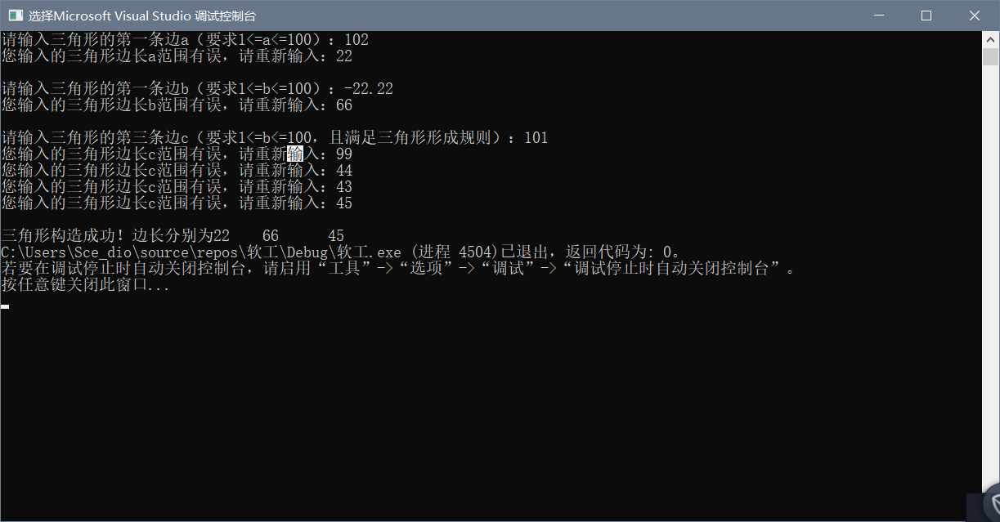 选择Microsoft Visual Studio 调试控制台
请输入三角形的第一条边a（要求1<=a<=100）：102
您输入的三角形边长a范围有误，请重新输入：22
请输入三角形的第一条边b（要求1<=b<=100）：-22.22
您输入的三角形边长b范围有误，请重新输入：66
请输入三角形的第三条边c（要求1<=b<=100，且满足三角形形成规则）：101
您输入的三角形边长c范围有误，请重新输入：99
您输入的三角形边长c范围有误，请重新输入：44
您输入的三角形边长c范围有误，请重新输入：43
您输入的三角形边长c范围有误，请重新输入：45
三角形构造成功！边长分别为22    66      45
C:\Users\Sce_dio\source\repos\软工\Debug\软工.exe (进程 4504)已退出，返回代码为: 0。
若要在调试停止时自动关闭控制台，请启用“工具”->“选项”->“调试”->“调试停止时自动关闭控制台”。
按任意键关闭此窗口...